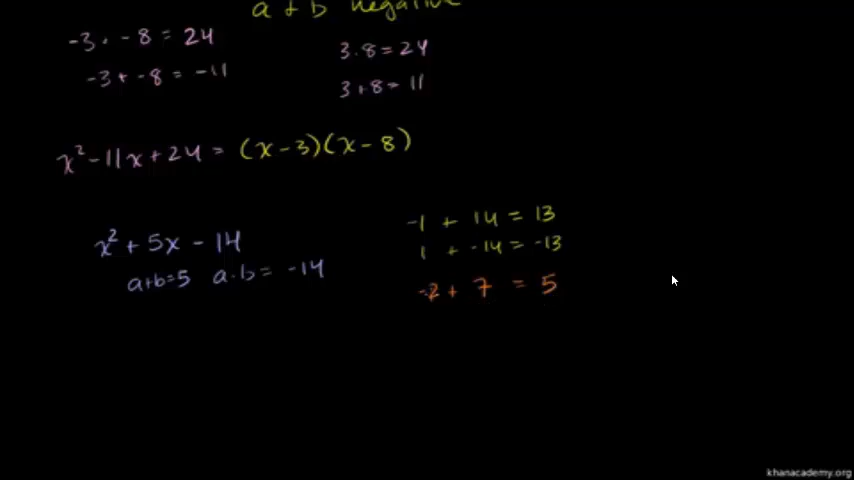 a + b negative
-3 · -8 = 24
3 · 8 = 24
-3 + -8 = -11
3 + 8 = 11
x² - 11x + 24 = (x - 3)(x - 8)
-1 + 14 = 13
x² + 5x - 14
1 + -14 = -13
a+b=5 a·b = -14
-2 + 7 = 5
khanacademy.org